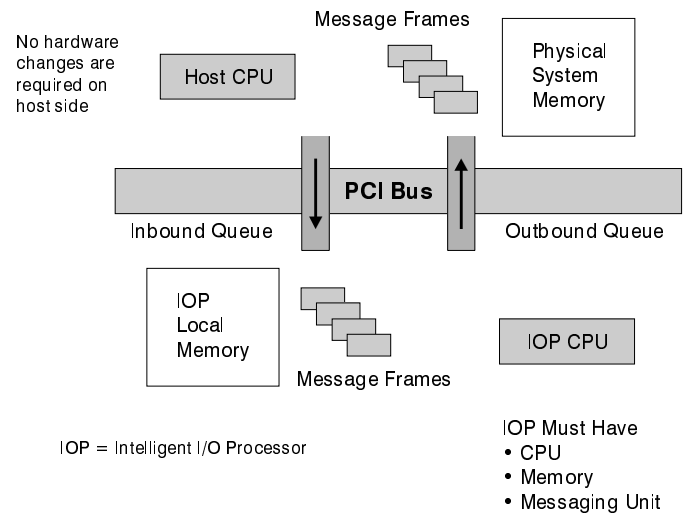 Message Frames
No hardware
changes are
required on
host side
Host CPU
Physical
System
Memory
PCI Bus
Inbound Queue
Outbound Queue
IOP
Local
Memory
Message Frames
IOP CPU
IOP = Intelligent I/O Processor
IOP Must Have
• CPU
• Memory
• Messaging Unit